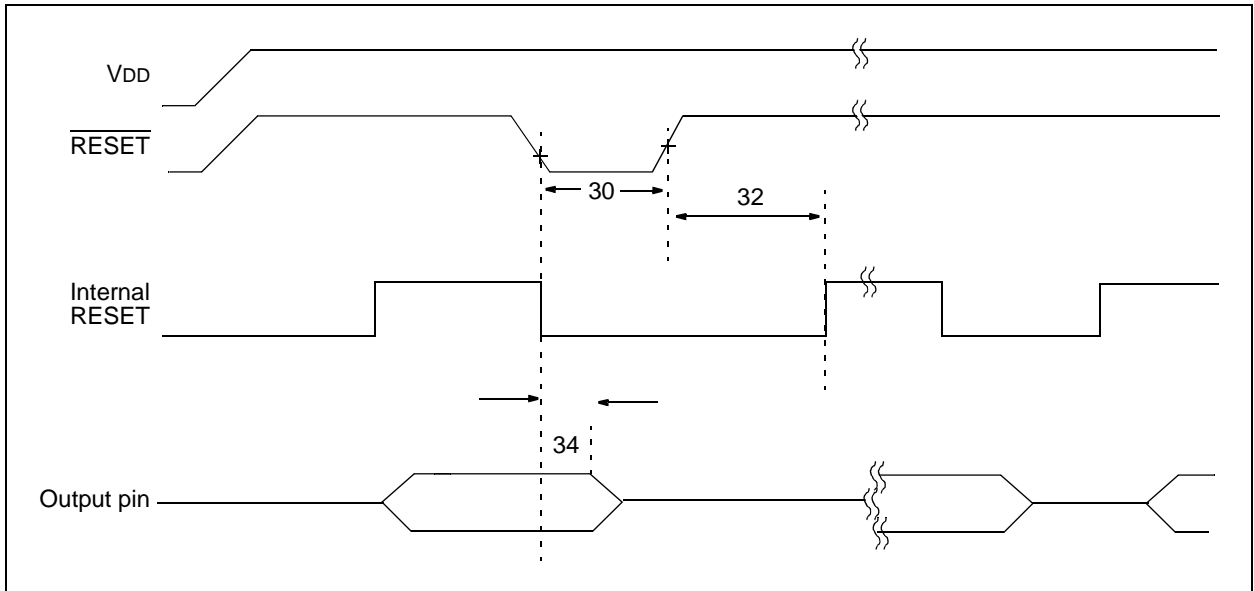 VDD
RESET
30
32
Internal
RESET
34
Output pin